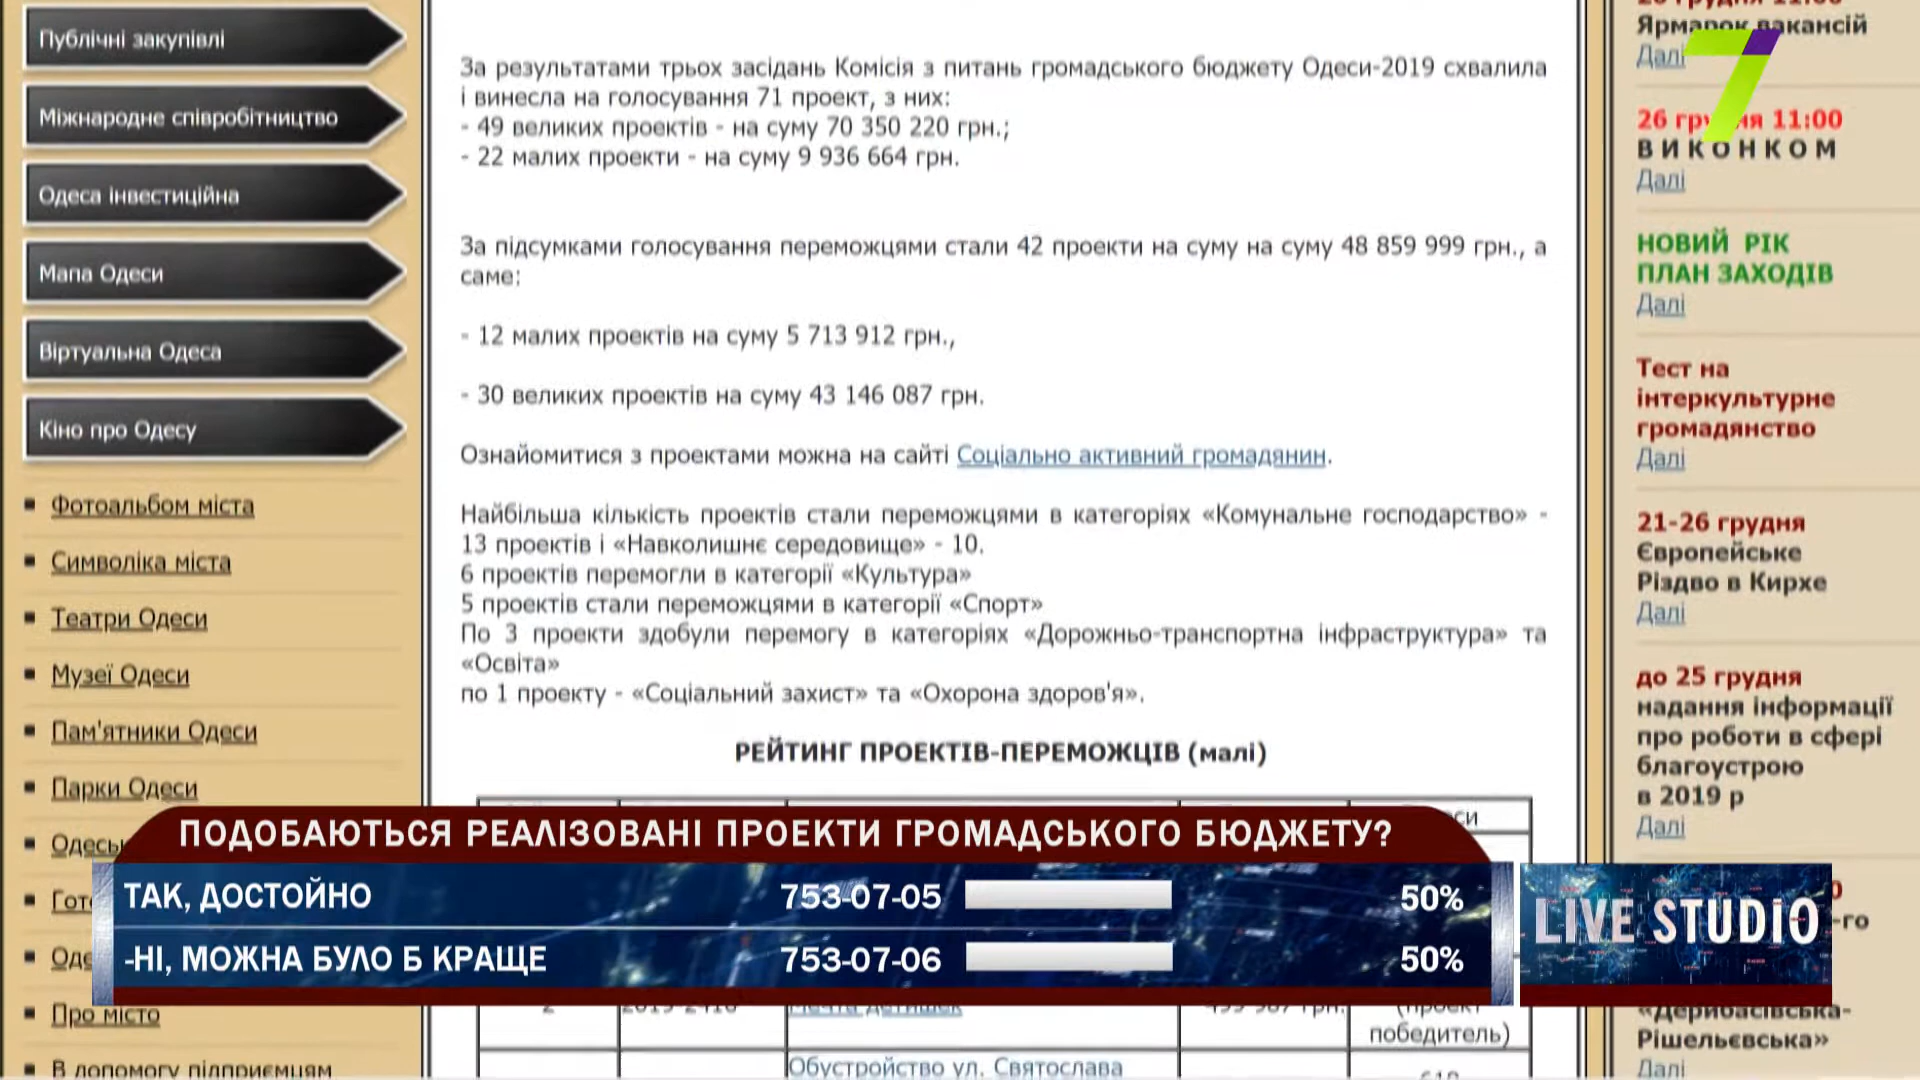 Публічні закупівлі
Міжнародне співробітництво
Одеса інвестиційна
Мапа Одеси
Віртуальна Одеса
Кіно про Одесу
Фотоальбом міста
Символіка міста
Театри Одеси
Музеї Одеси
Пам'ятники Одеси
Парки Одеси
Про місто
В допомогу підприємцям
За результатами трьох засідань Комісія з питань громадського бюджету Одеси-2019 схвалила
і винесла на голосування 71 проект, з них:
- 49 великих проектів - на суму 70 350 220 грн.;
- 22 малих проекти - на суму 9 936 664 грн.
За підсумками голосування переможцями стали 42 проекти на суму на суму 48 859 999 грн., а
саме:
- 12 малих проектів на суму 5 713 912 грн.,
- 30 великих проектів на суму 43 146 087 грн.
Ознайомитися з проектами можна на сайті Соціально активний громадянин.
Найбільша кількість проектів стали переможцями в категоріях «Комунальне господарство» -
13 проектів і «Навколишнє середовище» - 10.
6 проектів перемогли в категорії «Культура»
5 проектів стали переможцями в категорії «Спорт»
По 3 проекти здобули перемогу в категоріях «Дорожньо-транспортна інфраструктура» та
«Освіта»
по 1 проекту - «Соціальний захист» та «Охорона здоров'я».
РЕЙТИНГ ПРОЕКТІВ-ПЕРЕМОЖЦІВ (малі)
(проект
победитель)
Обустройство ул. Святослава
Ярмарок вакансій
Далі
7
26 грудня 11:00
ВИКОНКОМ
Далі
НОВИЙ РІК
ПЛАН ЗАХОДІВ
Далі
Тест на
інтеркультурне
громадянство
Далі
21-26 грудня
Європейське
Різдво в Кирхе
Далі
до 25 грудня
надання інформації
про роботи в сфері
благоустрою
в 2019 р
Далі
-го
«Дерибасівська-
Рішельєвська»
Далі
ПОДОБАЮТЬСЯ РЕАЛІЗОВАНІ ПРОЕКТИ ГРОМАДСЬКОГО БЮДЖЕТУ?
ТАК, ДОСТОЙНО 753-07-05 50%
-НІ, МОЖНА БУЛО Б КРАЩЕ 753-07-06 50%
LIVE STUDIO